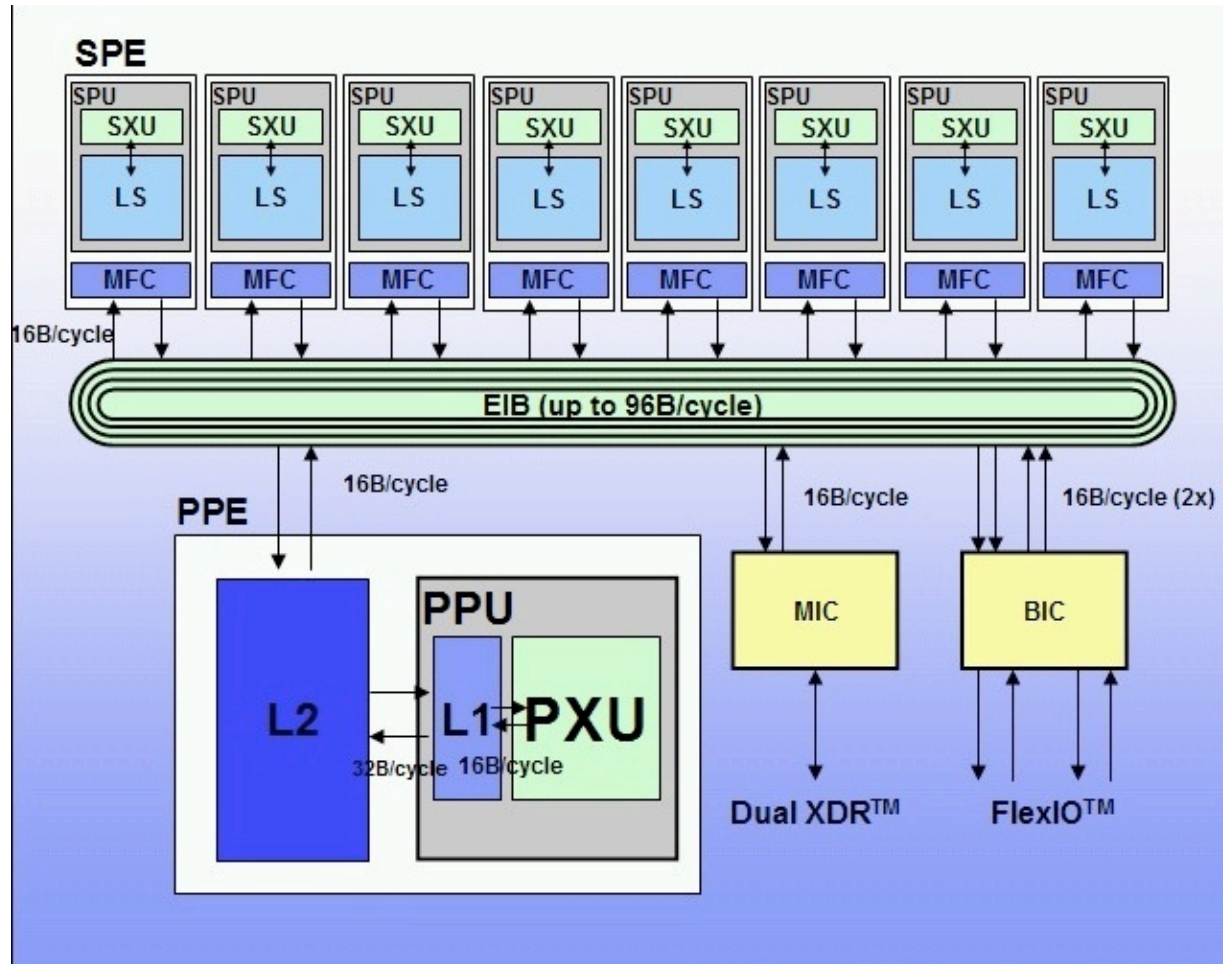 SPE
SPU SPU SPU SPU SPU SPU SPU SPU
SXU SXU SXU SXU SXU SXU SXU SXU
LS LS LS LS LS LS LS LS
MFC MFC MFC MFC MFC MFC MFC MFC
16B/cycle
EIB (up to 96B/cycle)
16B/cycle 16B/cycle 16B/cycle (2x)
PPE
PPU
MIC BIC
L2 L1 PXU
32B/cycle 16B/cycle
Dual XDR™ FlexIO™